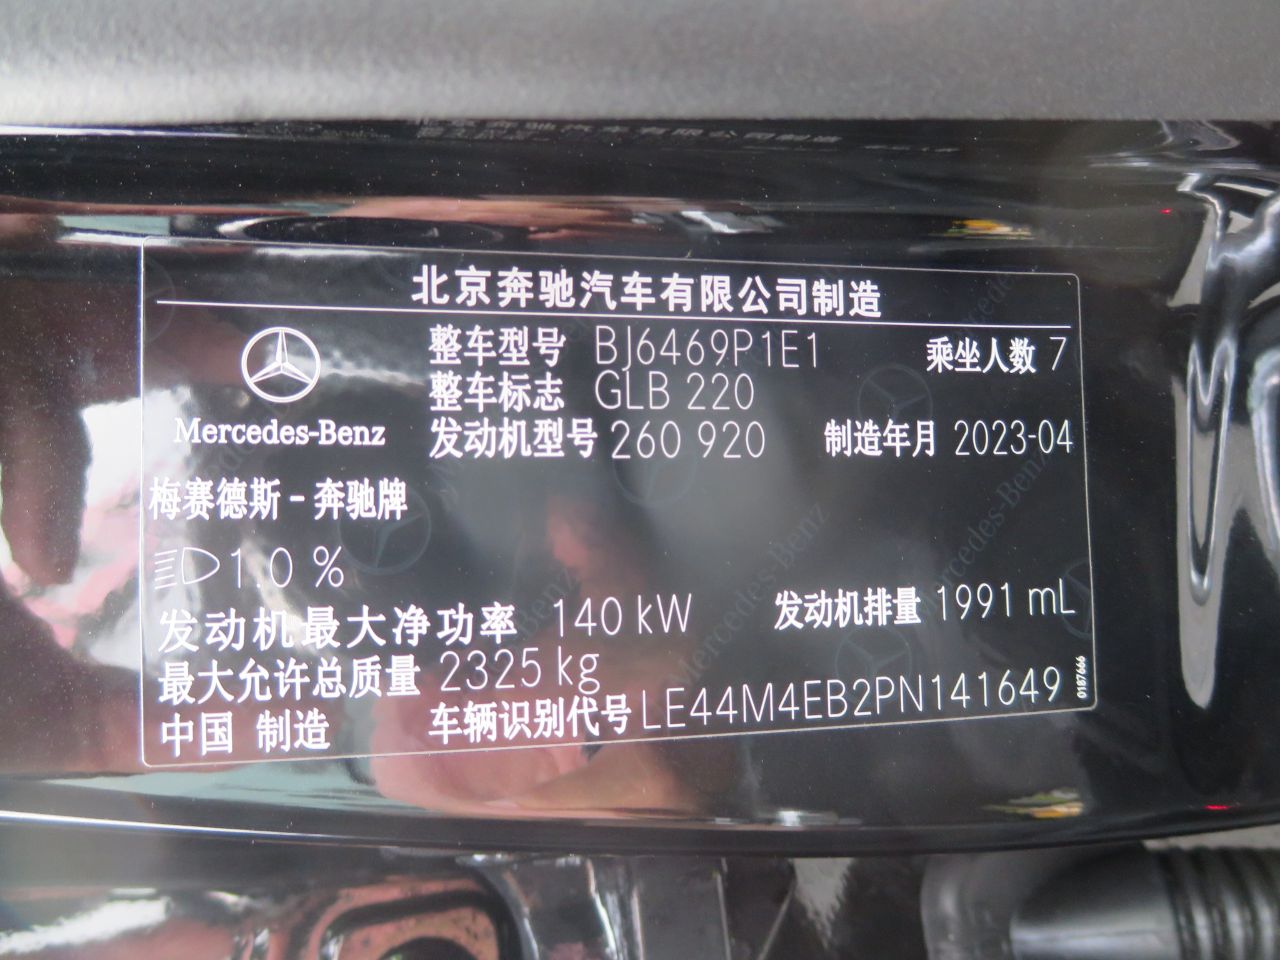 北京奔驰汽车有限公司制造
整车型号 BJ6469P1E1 乘坐人数 7
整车标志 GLB 220
Mercedes-Benz 发动机型号 260 920 制造年月 2023-04
梅赛德斯-奔驰牌
1.0 %
发动机最大净功率 140 kW 发动机排量 1991 mL
最大允许总质量 2325 kg
中国 制造 车辆识别代号 LE44M4EB2PN141649
0187666